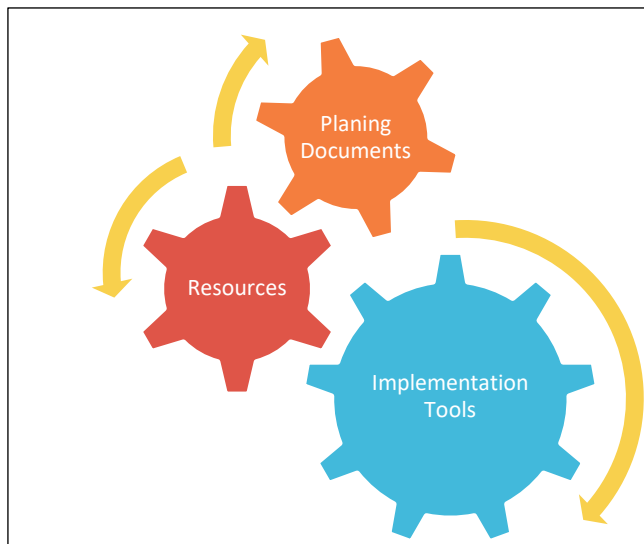 Planing
Documents
Resources
Implementation
Tools